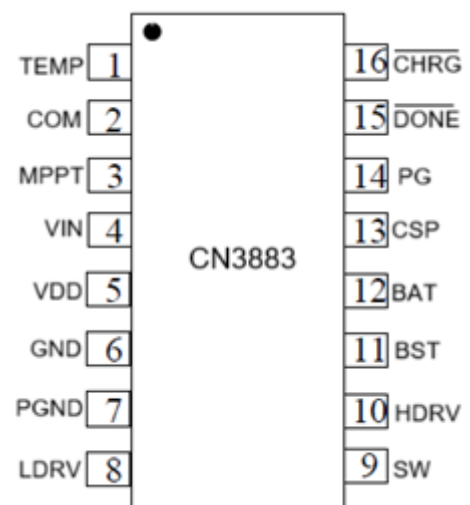 TEMP 1 16 CHRG
COM 2 15 DONE
MPPT 3 14 PG
VIN 4 13 CSP
CN3883
VDD 5 12 BAT
GND 6 11 BST
PGND 7 10 HDRV
LDRV 8 9 SW